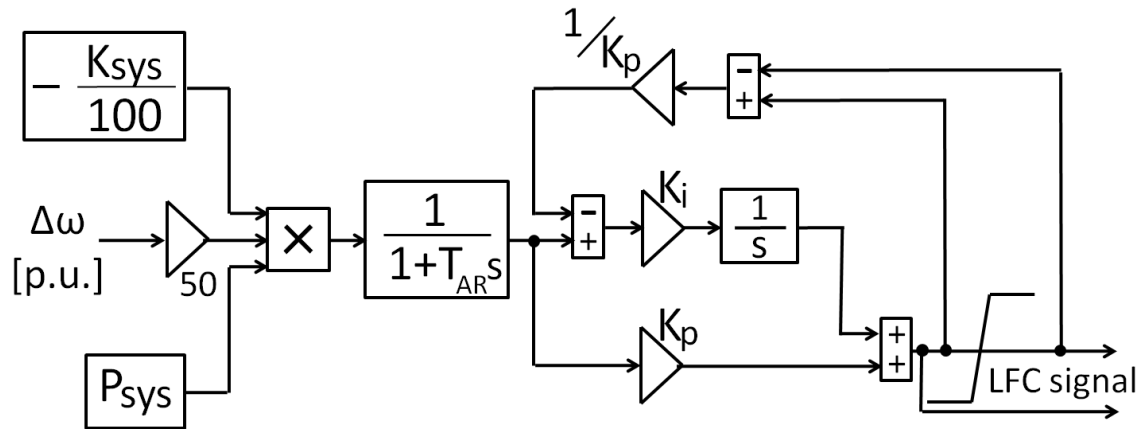 − Ksys
100
Δω
[p.u.]
50
Psys
×
1
1+TARs
1/Kp
-
+
-
+
Ki
1
s
Kp
+
+
LFC signal